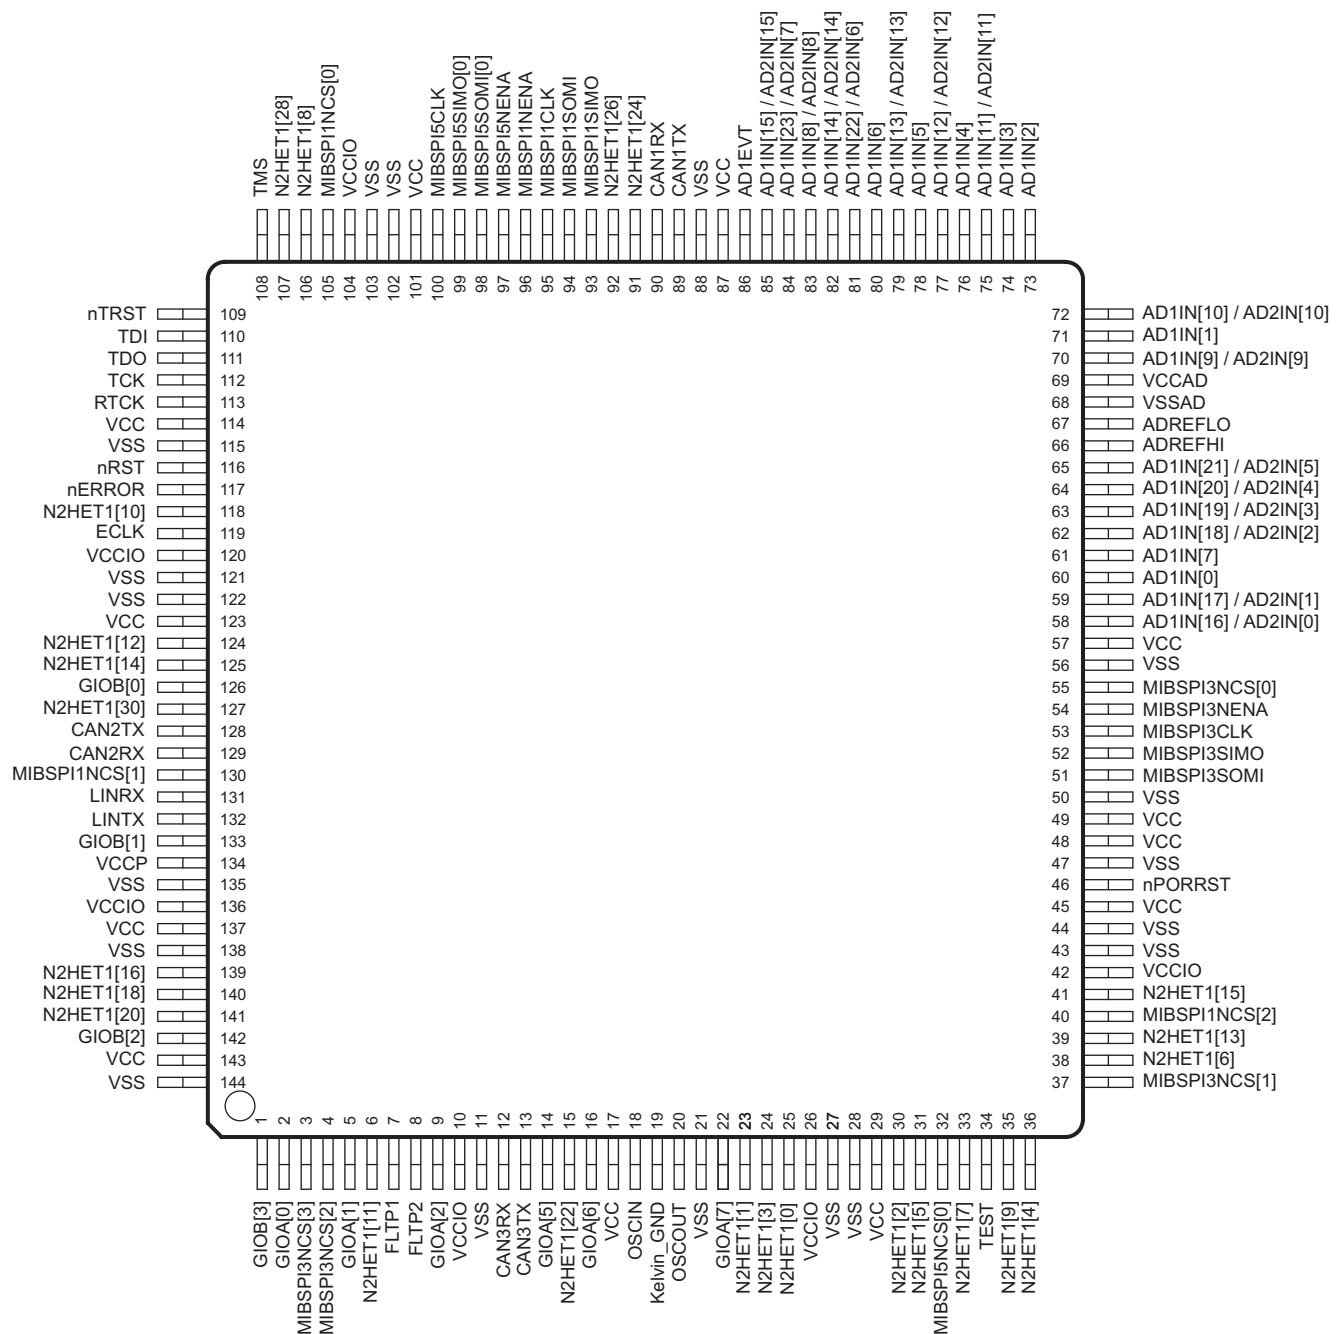 TMS
N2HET1[28]
N2HET1[8]
MIBSPI1NCS[0]
VCCIO
VSS
VSS
VCC
MIBSPI5CLK
MIBSPI5SIMO[0]
MIBSPI5SOMI[0]
MIBSPI5NENA
MIBSPI1NENA
MIBSPI1CLK
MIBSPI1SOMI
MIBSPI1SIMO
N2HET1[26]
N2HET1[24]
CAN1RX
CAN1TX
VSS
VCC
AD1EVT
AD1IN[15] / AD2IN[15]
AD1IN[23] / AD2IN[7]
AD1IN[8] / AD2IN[8]
AD1IN[14] / AD2IN[14]
AD1IN[22] / AD2IN[6]
AD1IN[6]
AD1IN[13] / AD2IN[13]
AD1IN[5]
AD1IN[12] / AD2IN[12]
AD1IN[4]
AD1IN[11] / AD2IN[11]
AD1IN[3]
AD1IN[2]
108
107
106
105
104
103
102
101
100
99
98
97
96
95
94
93
92
91
90
89
88
87
86
85
84
83
82
81
80
79
78
77
76
75
74
73
nTRST 109
TDI 110
TDO 111
TCK 112
RTCK 113
VCC 114
VSS 115
nRST 116
nERROR 117
N2HET1[10] 118
ECLK 119
VCCIO 120
VSS 121
VSS 122
VCC 123
N2HET1[12] 124
N2HET1[14] 125
GIOB[0] 126
N2HET1[30] 127
CAN2TX 128
CAN2RX 129
MIBSPI1NCS[1] 130
LINRX 131
LINTX 132
GIOB[1] 133
VCCP 134
VSS 135
VCCIO 136
VCC 137
VSS 138
N2HET1[16] 139
N2HET1[18] 140
N2HET1[20] 141
GIOB[2] 142
VCC 143
VSS 144
72 AD1IN[10] / AD2IN[10]
71 AD1IN[1]
70 AD1IN[9] / AD2IN[9]
69 VCCAD
68 VSSAD
67 ADREFLO
66 ADREFHI
65 AD1IN[21] / AD2IN[5]
64 AD1IN[20] / AD2IN[4]
63 AD1IN[19] / AD2IN[3]
62 AD1IN[18] / AD2IN[2]
61 AD1IN[7]
60 AD1IN[0]
59 AD1IN[17] / AD2IN[1]
58 AD1IN[16] / AD2IN[0]
57 VCC
56 VSS
55 MIBSPI3NCS[0]
54 MIBSPI3NENA
53 MIBSPI3CLK
52 MIBSPI3SIMO
51 MIBSPI3SOMI
50 VSS
49 VCC
48 VCC
47 VSS
46 nPORRST
45 VCC
44 VSS
43 VSS
42 VCCIO
41 N2HET1[15]
40 MIBSPI1NCS[2]
39 N2HET1[13]
38 N2HET1[6]
37 MIBSPI3NCS[1]
1
2
3
4
5
6
7
8
9
10
11
12
13
14
15
16
17
18
19
20
21
22
23
24
25
26
27
28
29
30
31
32
33
34
35
36
GIOB[3]
GIOA[0]
MIBSPI3NCS[3]
MIBSPI3NCS[2]
GIOA[1]
N2HET1[11]
FLTP1
FLTP2
GIOA[2]
VCCIO
VSS
CAN3RX
CAN3TX
GIOA[5]
N2HET1[22]
GIOA[6]
VCC
OSCIN
Kelvin_GND
OSCOUT
VSS
GIOA[7]
N2HET1[1]
N2HET1[3]
N2HET1[0]
VCCIO
VSS
VSS
VCC
N2HET1[2]
N2HET1[5]
MIBSPI5NCS[0]
N2HET1[7]
TEST
N2HET1[9]
N2HET1[4]